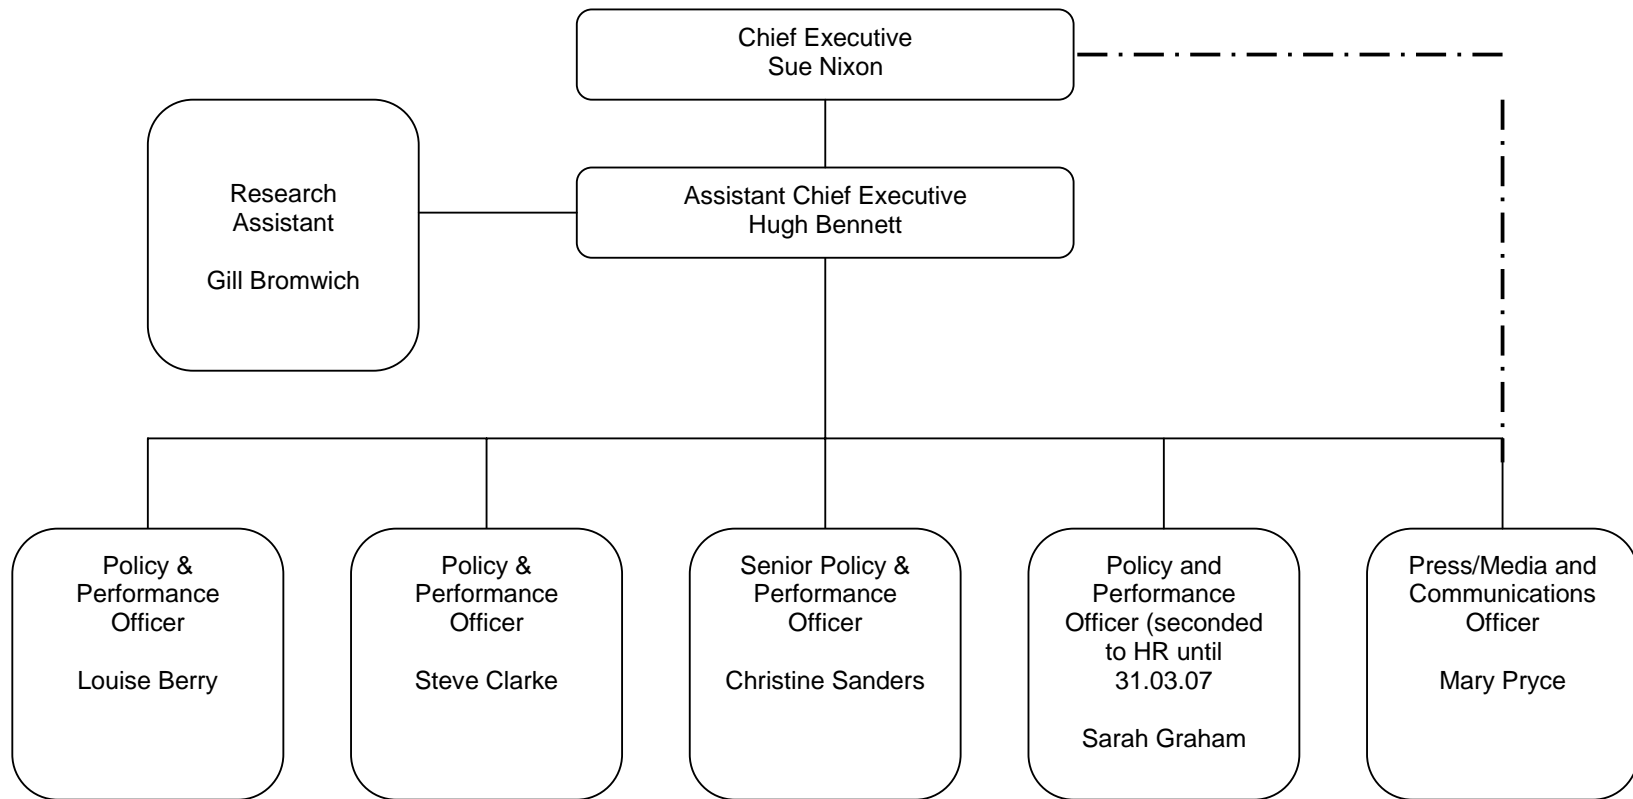 Chief Executive
Sue Nixon
Research
Assistant
Gill Bromwich
Assistant Chief Executive
Hugh Bennett
Policy &
Performance
Officer
Louise Berry
Policy &
Performance
Officer
Steve Clarke
Senior Policy &
Performance
Officer
Christine Sanders
Policy and
Performance
Officer (seconded
to HR until
31.03.07
Sarah Graham
Press/Media and
Communications
Officer
Mary Pryce